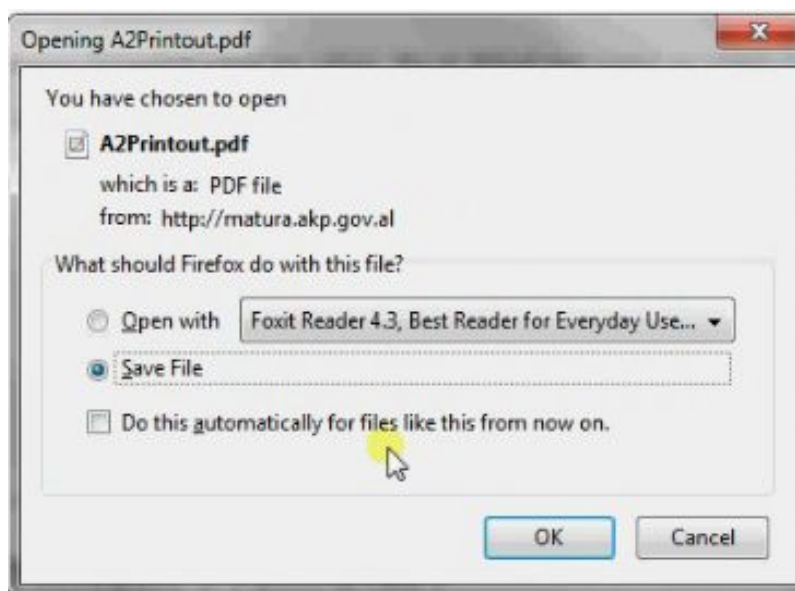 Opening A2Printout.pdf
You have chosen to open
A2Printout.pdf
which is a: PDF file
from: http://matura.akp.gov.al
What should Firefox do with this file?
Open with Foxit Reader 4.3, Best Reader for Everyday Use...
Save File
Do this automatically for files like this from now on.
OK Cancel